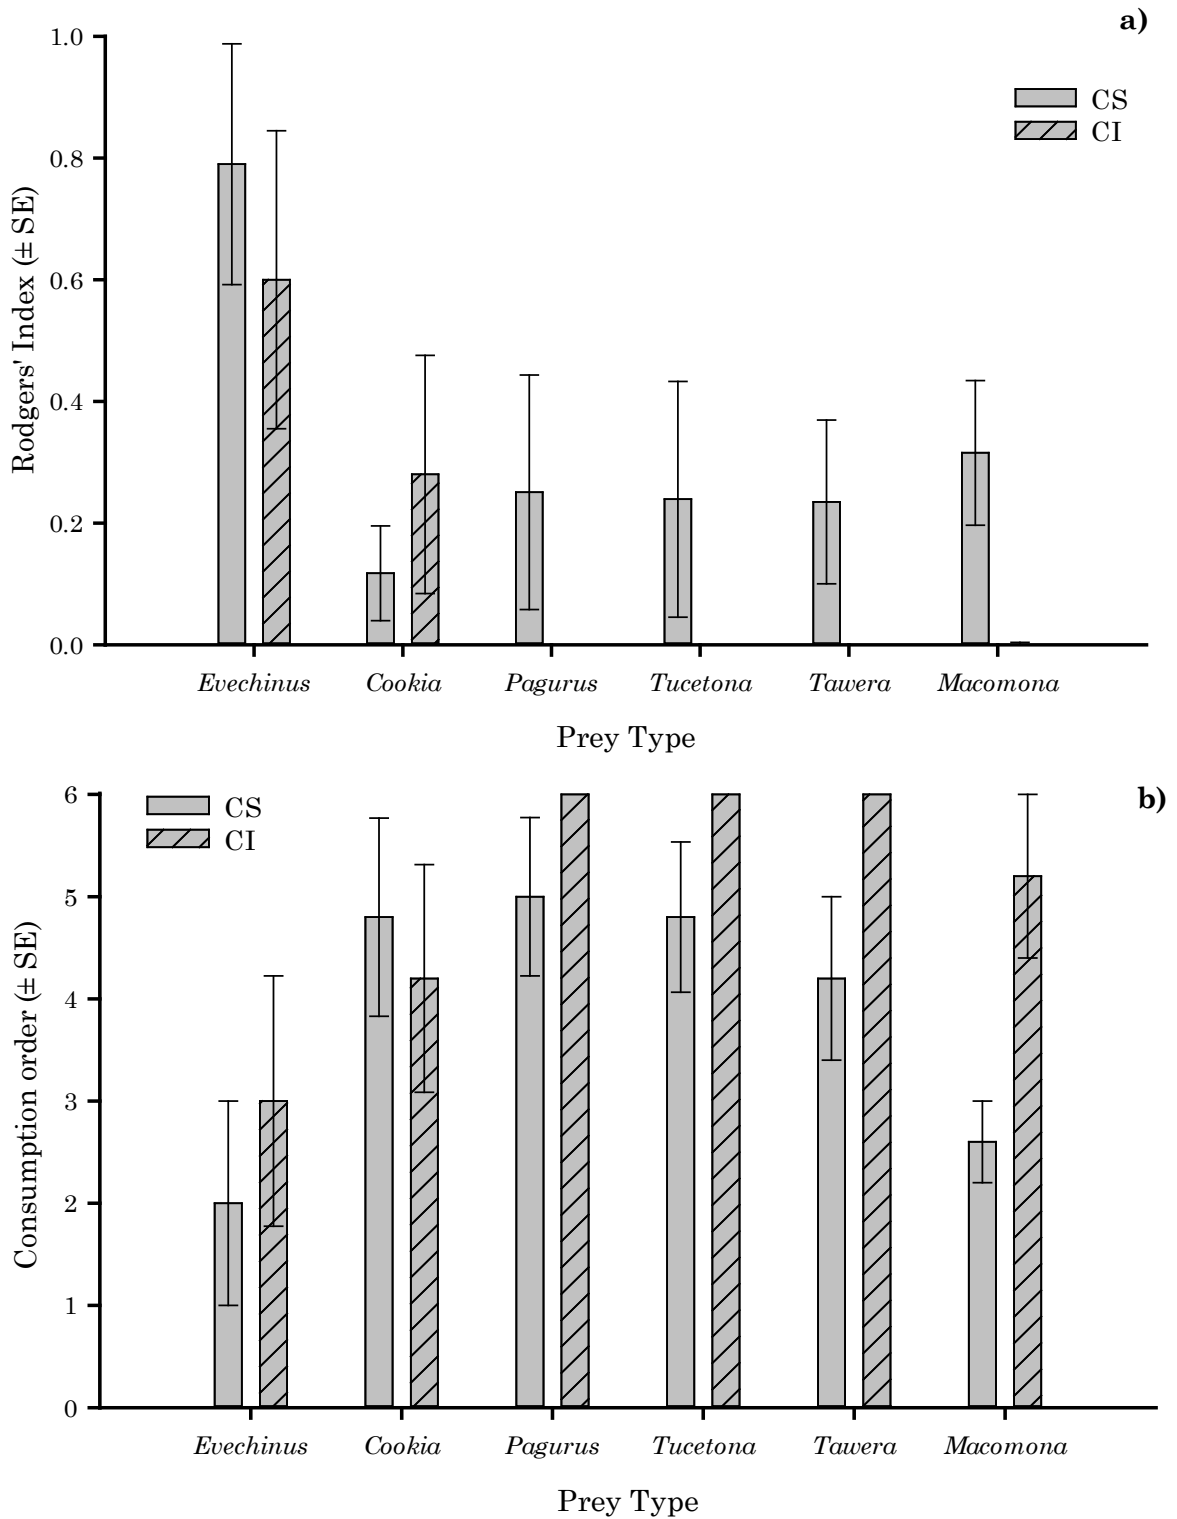 a)
1.0
0.8
0.6
0.4
0.2
0.0
Rodgers' Index (± SE)
CS
CI
Evechinus Cookia Pagurus Tucetona Tawera Macomona
Prey Type
b)
6
5
4
3
2
1
0
Consumption order (± SE)
CS
CI
Evechinus Cookia Pagurus Tucetona Tawera Macomona
Prey Type